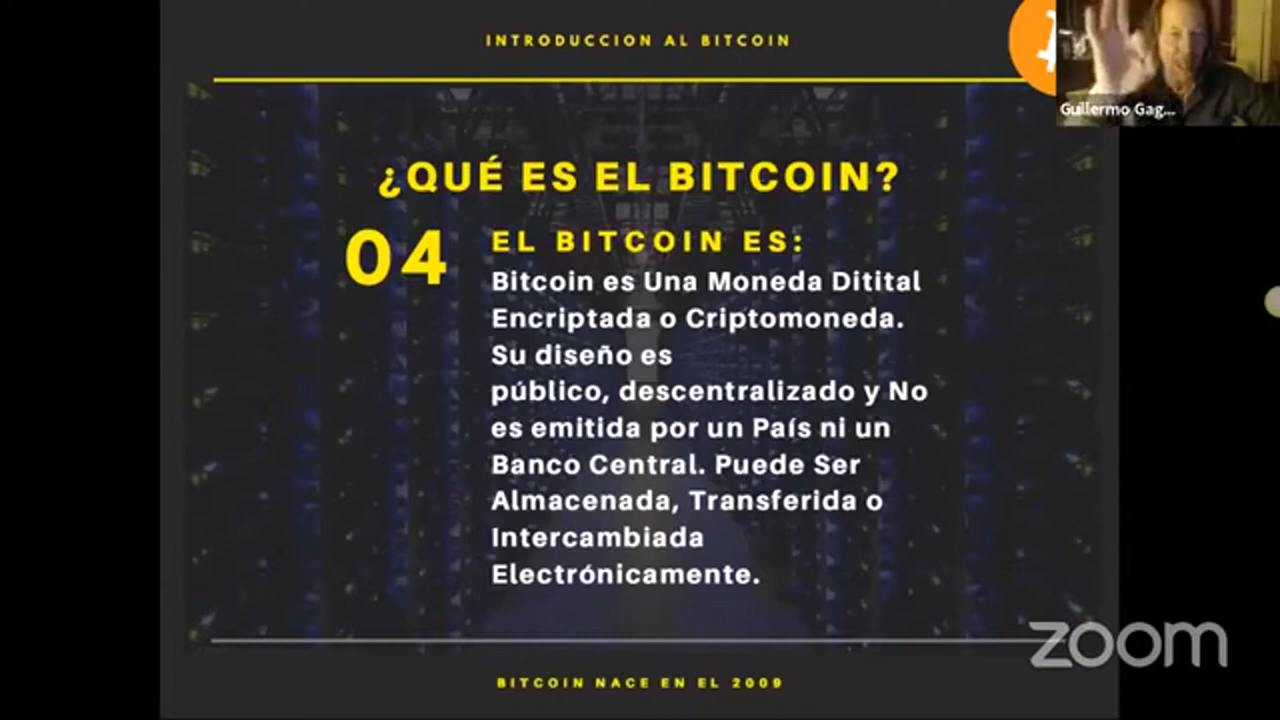 INTRODUCCION AL BITCOIN
Guillermo Gag...
¿QUÉ ES EL BITCOIN?
04
EL BITCOIN ES:
Bitcoin es Una Moneda Ditital
Encriptada o Criptomoneda.
Su diseño es
público, descentralizado y No
es emitida por un País ni un
Banco Central. Puede Ser
Almacenada, Transferida o
Intercambiada
Electrónicamente.
zoom
BITCOIN NACE EN EL 2009